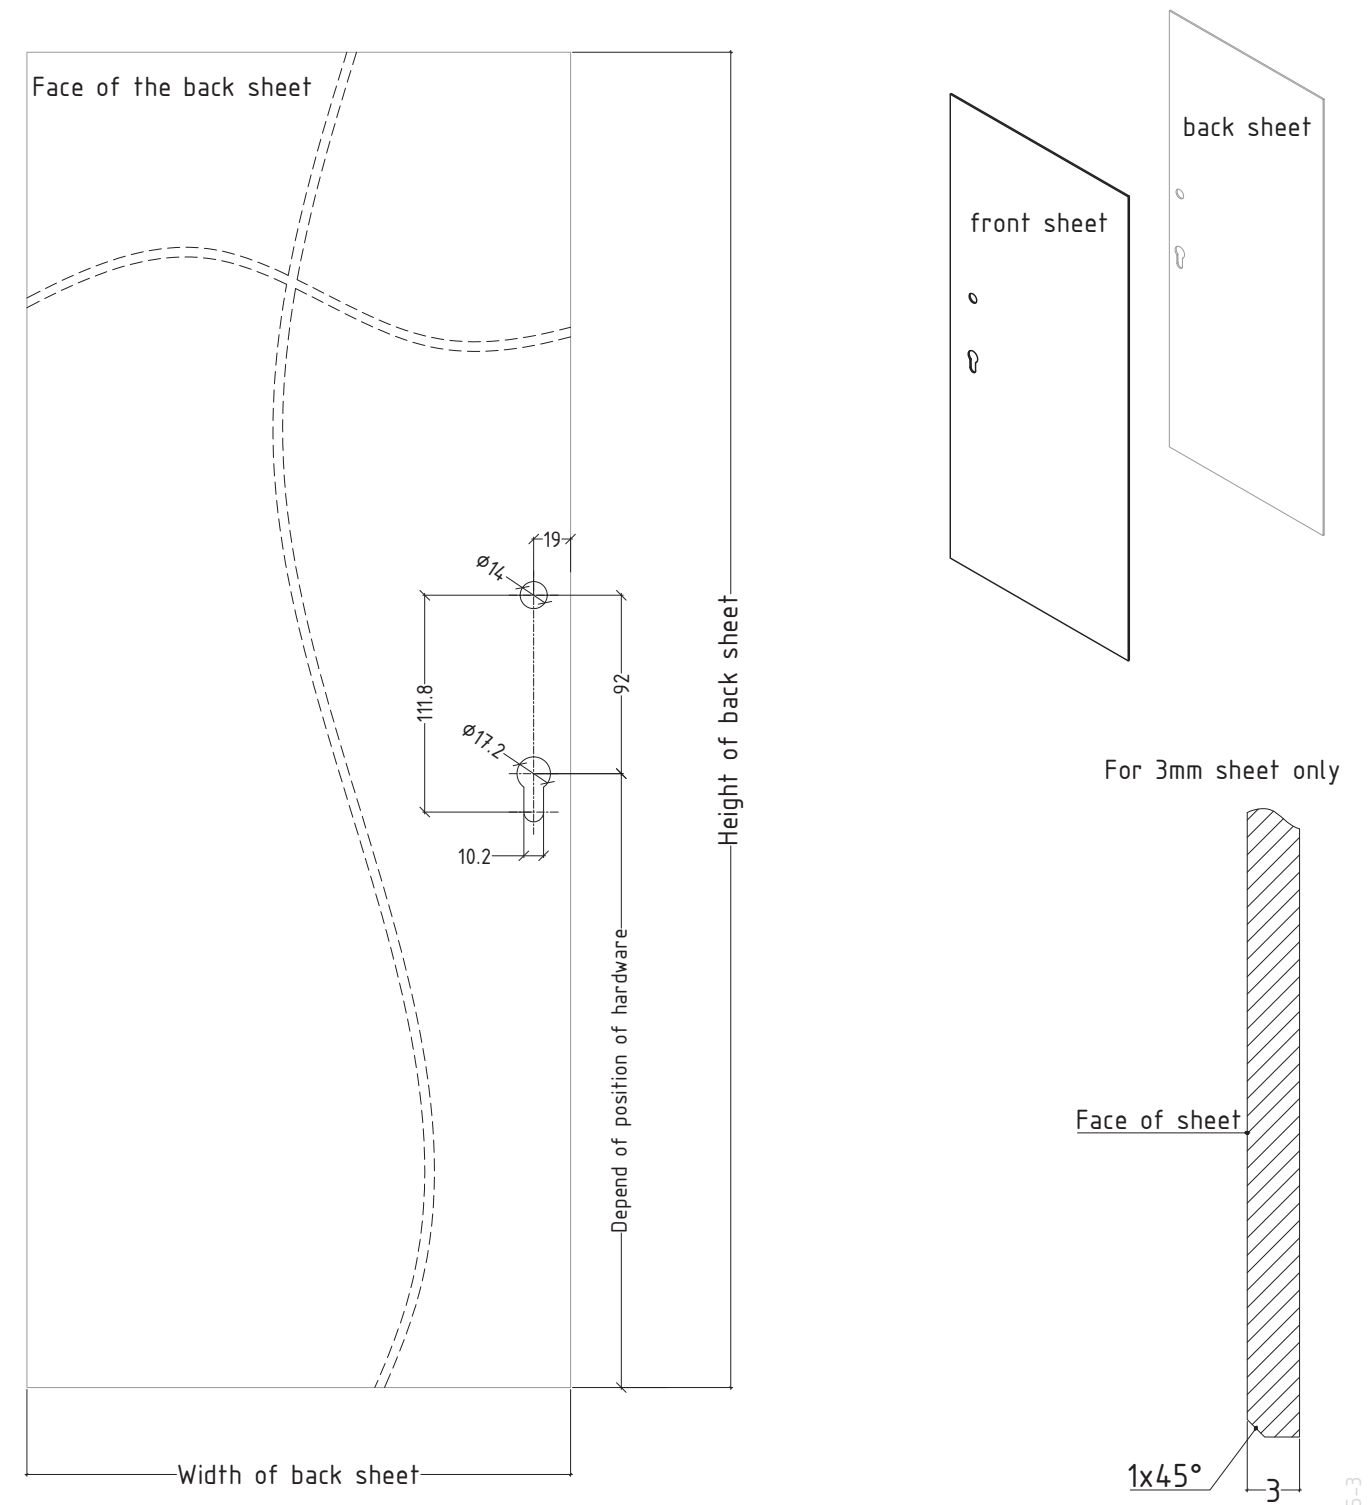 Face of the back sheet
back sheet
front sheet
19
ø14
111.8
92
ø17.2
10.2
Height of back sheet
Depend of position of hardware
Width of back sheet
For 3mm sheet only
Face of sheet
1x45°
3